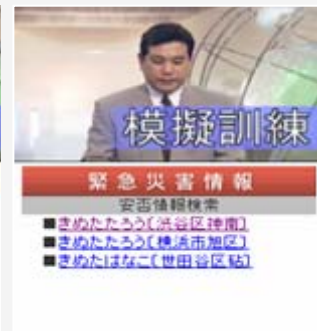 模擬訓練
緊急災害情報
安否情報検索
■きぬたたろう〔渋谷区神南〕
■きぬたたろう〔横浜市旭区〕
■きぬたはなこ〔世田谷区砧〕